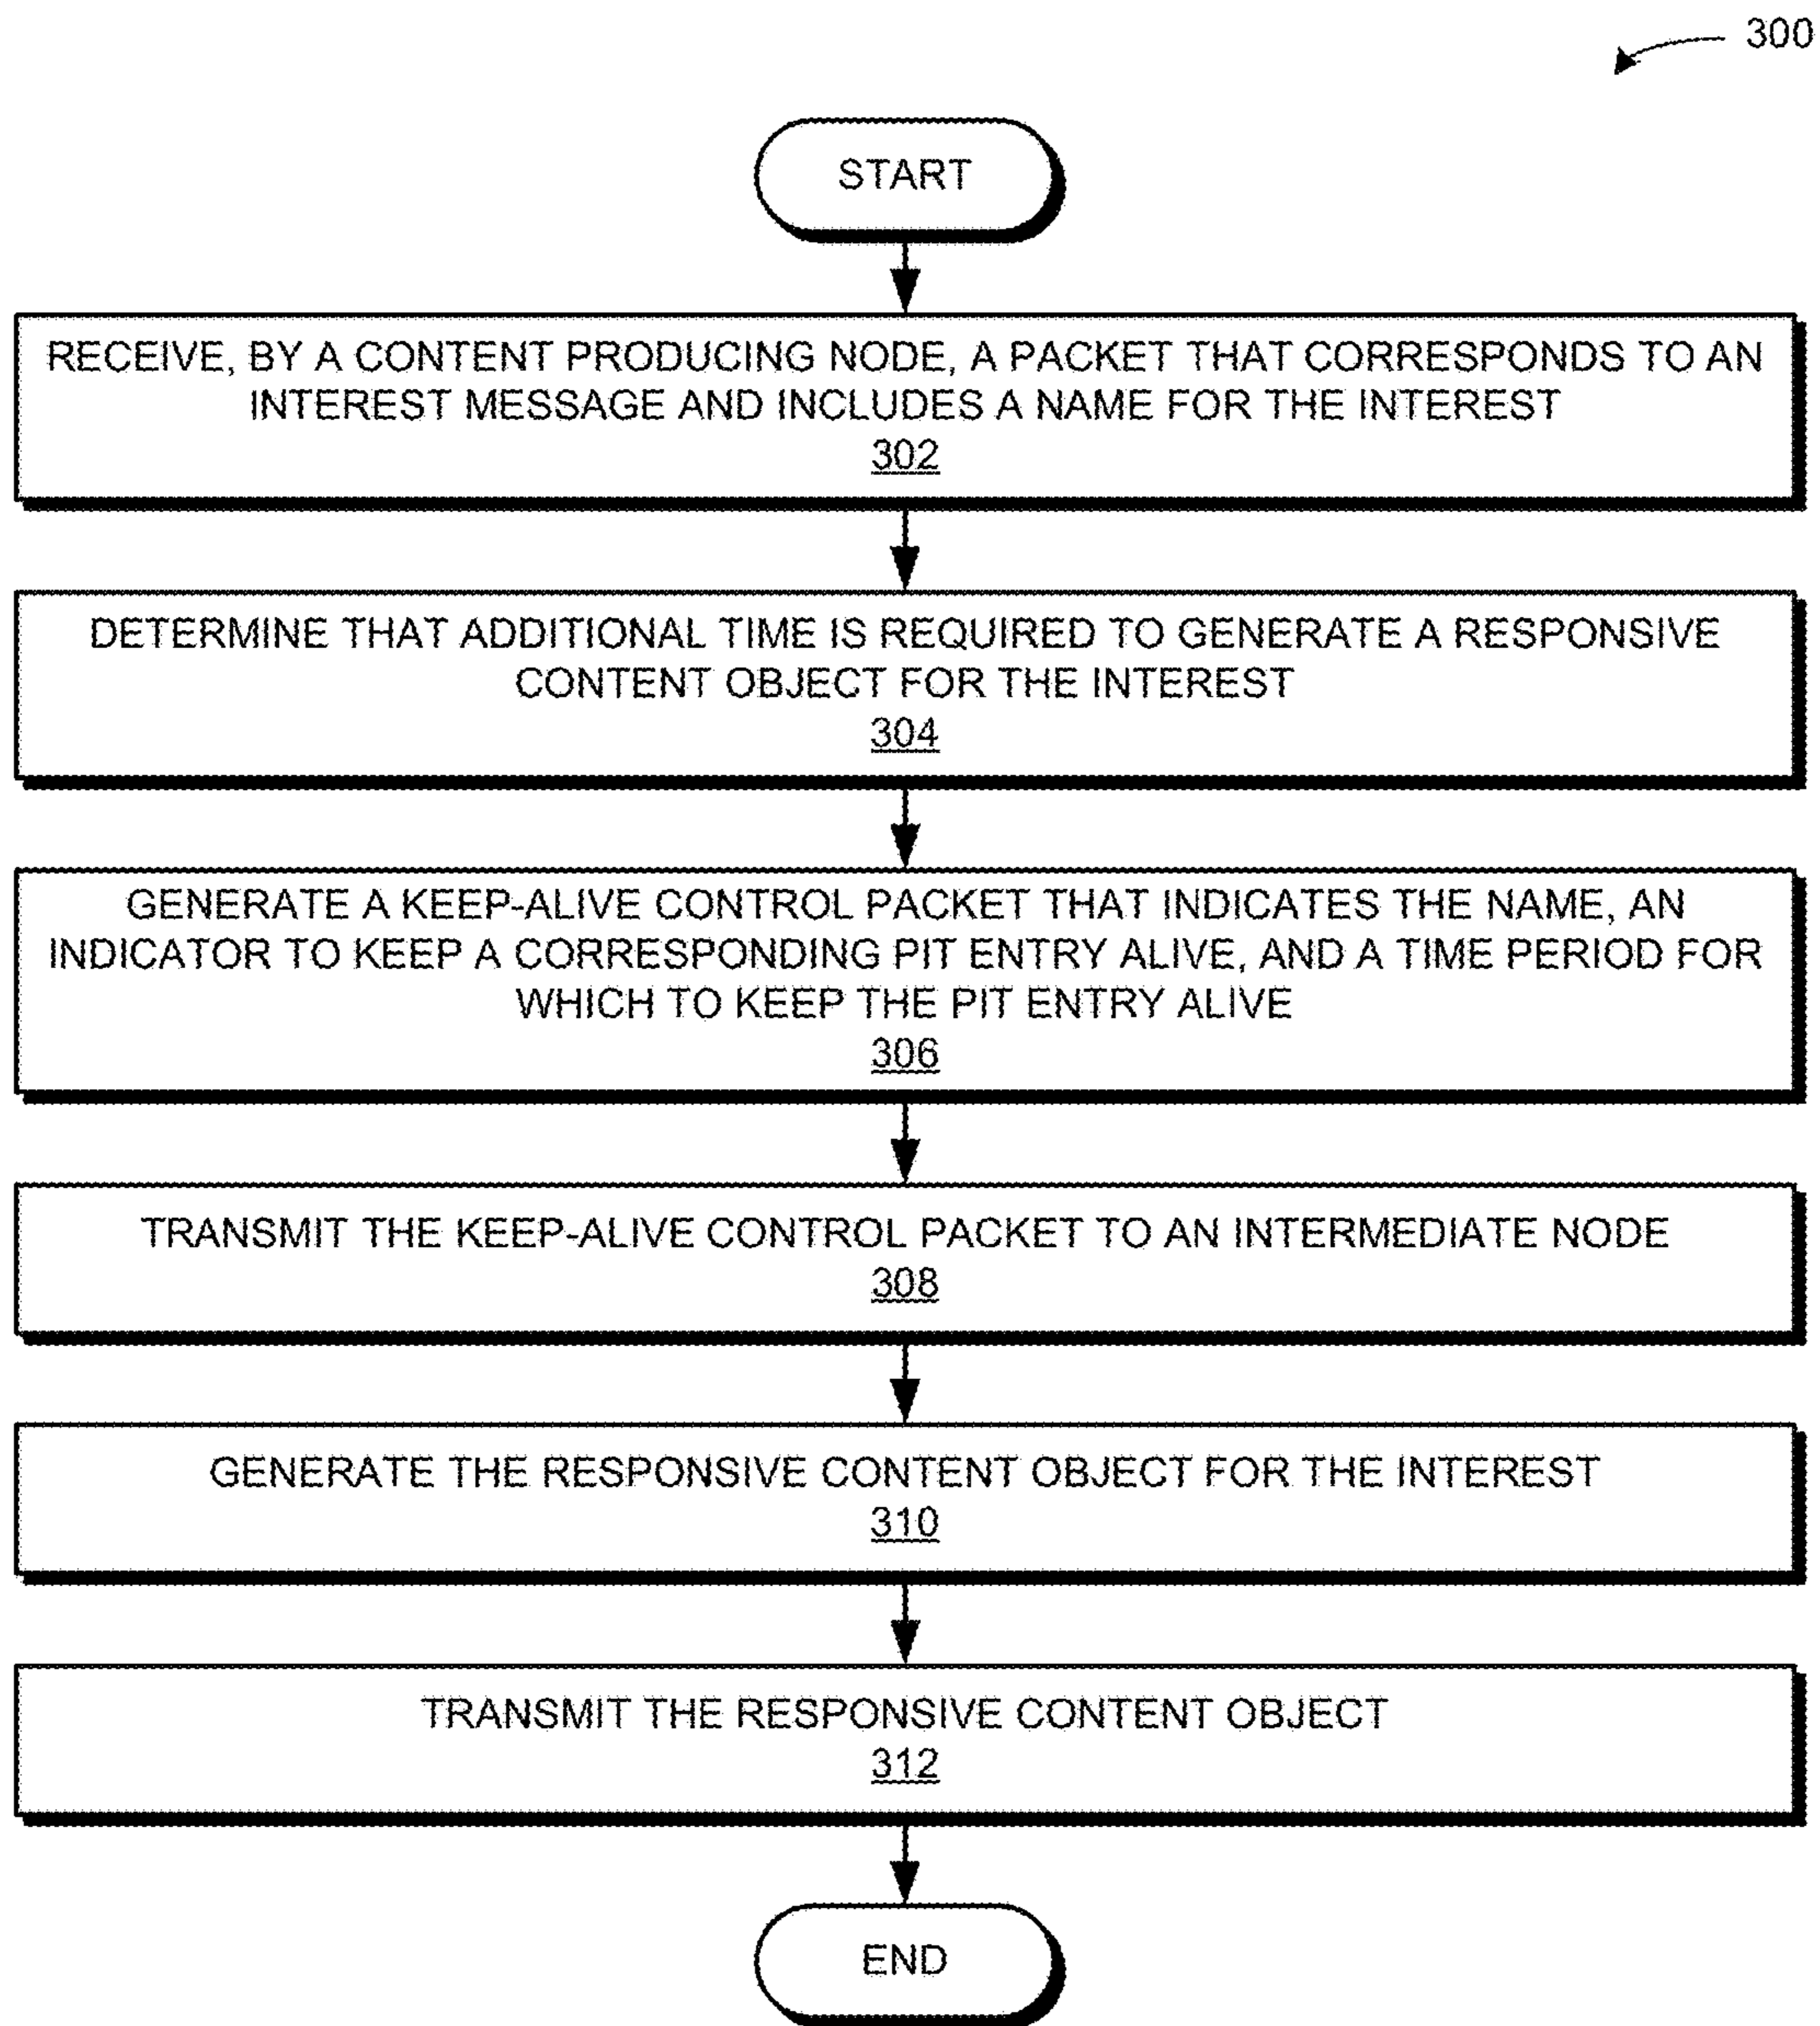 300
START
RECEIVE, BY A CONTENT PRODUCING NODE, A PACKET THAT CORRESPONDS TO AN
INTEREST MESSAGE AND INCLUDES A NAME FOR THE INTEREST
302
DETERMINE THAT ADDITIONAL TIME IS REQUIRED TO GENERATE A RESPONSIVE
CONTENT OBJECT FOR THE INTEREST
304
GENERATE A KEEP-ALIVE CONTROL PACKET THAT INDICATES THE NAME, AN
INDICATOR TO KEEP A CORRESPONDING PIT ENTRY ALIVE, AND A TIME PERIOD FOR
WHICH TO KEEP THE PIT ENTRY ALIVE
306
TRANSMIT THE KEEP-ALIVE CONTROL PACKET TO AN INTERMEDIATE NODE
308
GENERATE THE RESPONSIVE CONTENT OBJECT FOR THE INTEREST
310
TRANSMIT THE RESPONSIVE CONTENT OBJECT
312
END